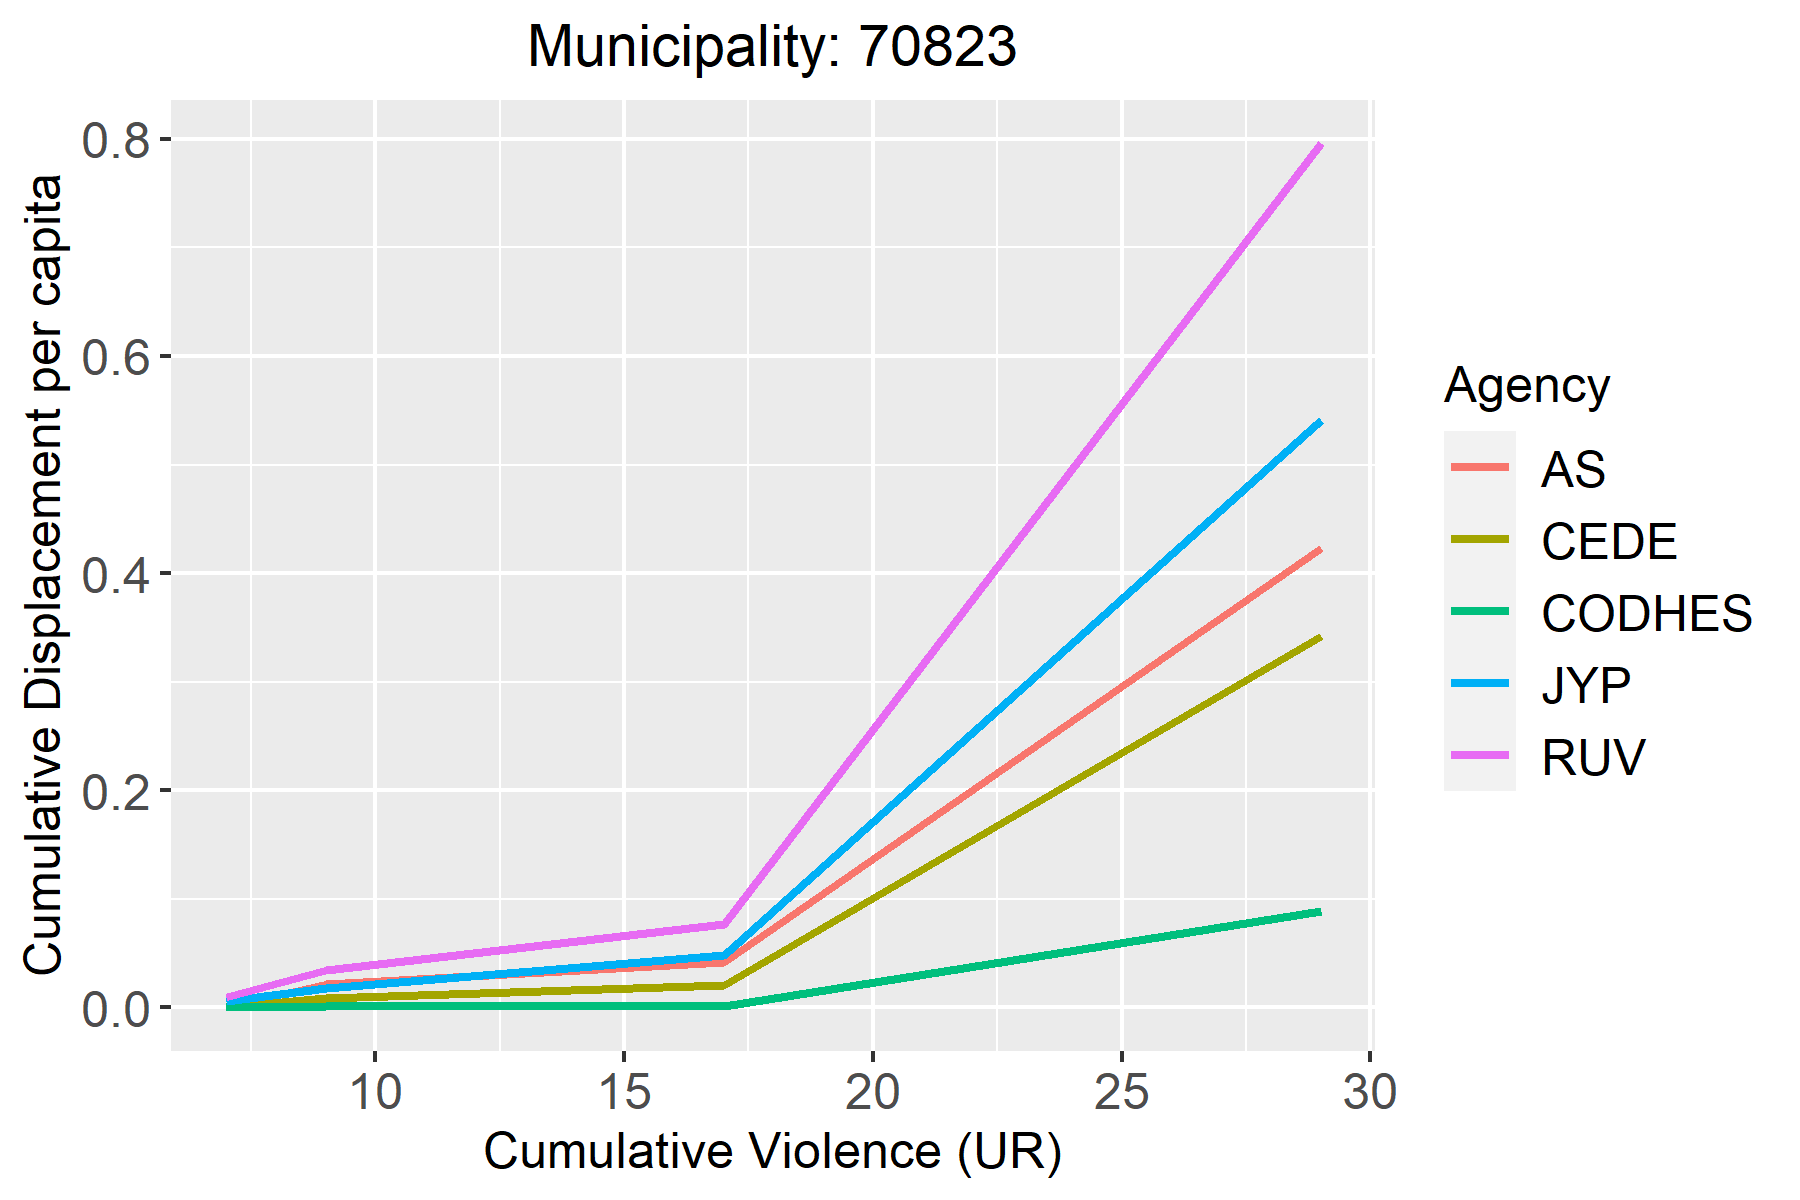 Municipality: 70823
Cumulative Displacement per capita
0.8
0.6
0.4
0.2
0.0
10 15 20 25 30
Cumulative Violence (UR)
Agency
AS
CEDE
CODHES
JYP
RUV